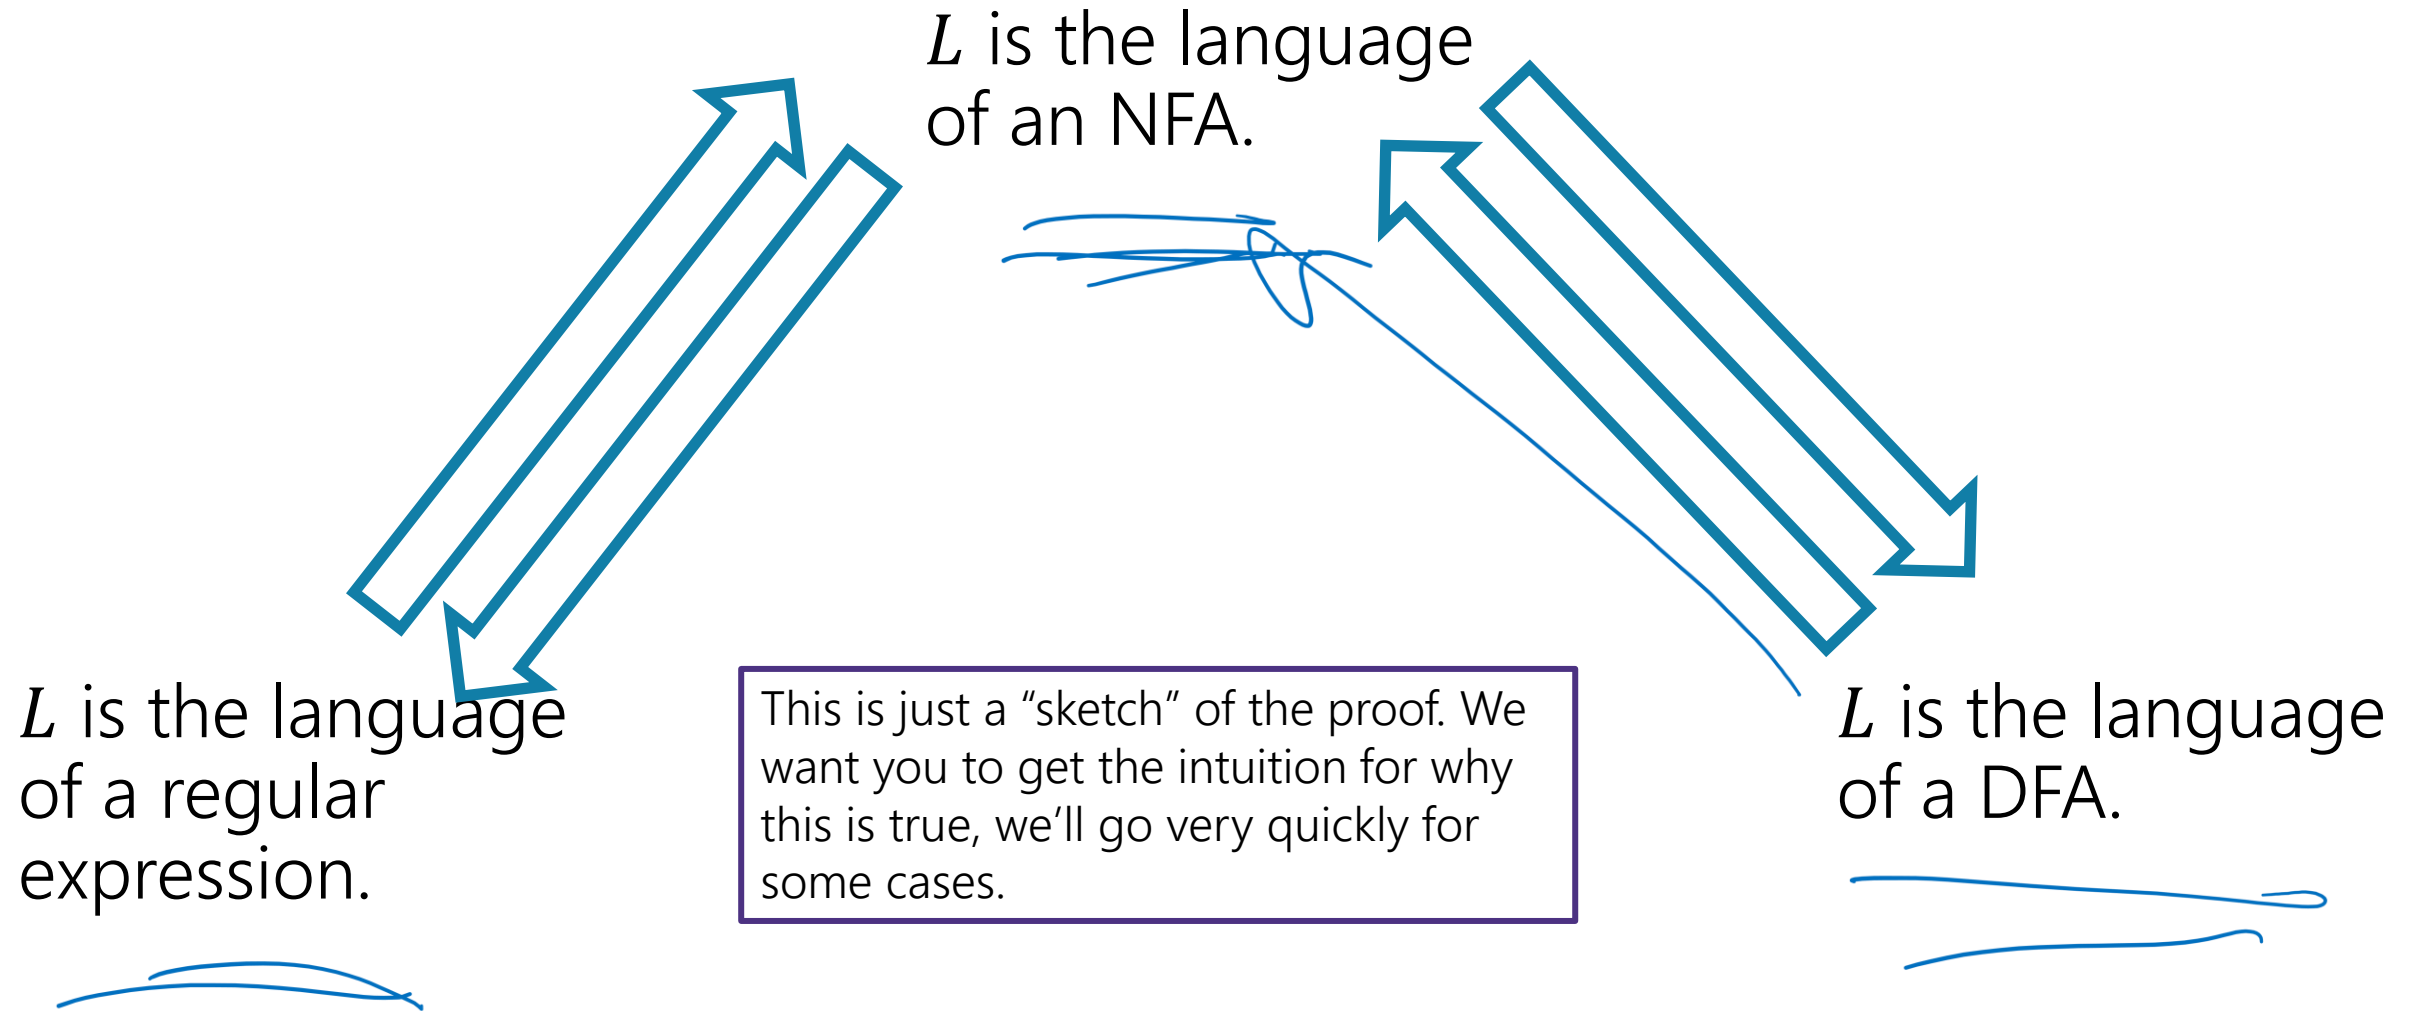 L is the language
of an NFA.
L is the language
of a regular
expression.
This is just a “sketch” of the proof. We
want you to get the intuition for why
this is true, we’ll go very quickly for
some cases.
L is the language
of a DFA.